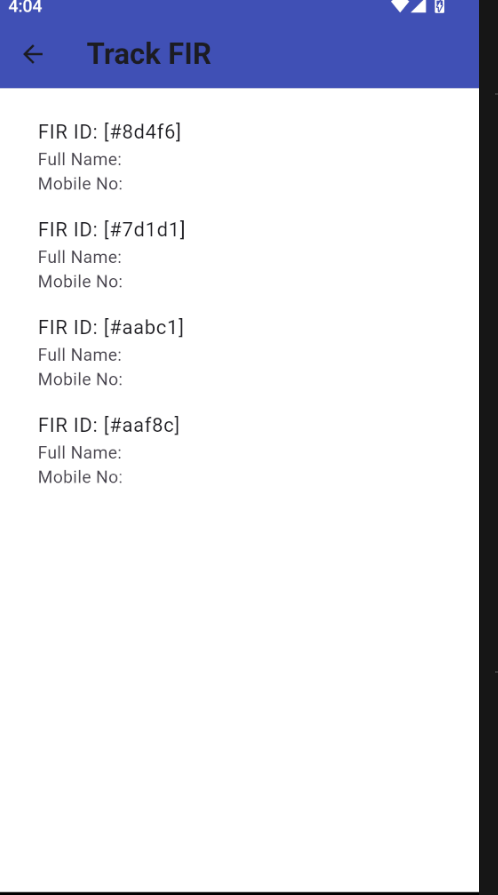 4:04
Track FIR
FIR ID: [#8d4f6]
Full Name:
Mobile No:
FIR ID: [#7d1d1]
Full Name:
Mobile No:
FIR ID: [#aabc1]
Full Name:
Mobile No:
FIR ID: [#aaf8c]
Full Name:
Mobile No: